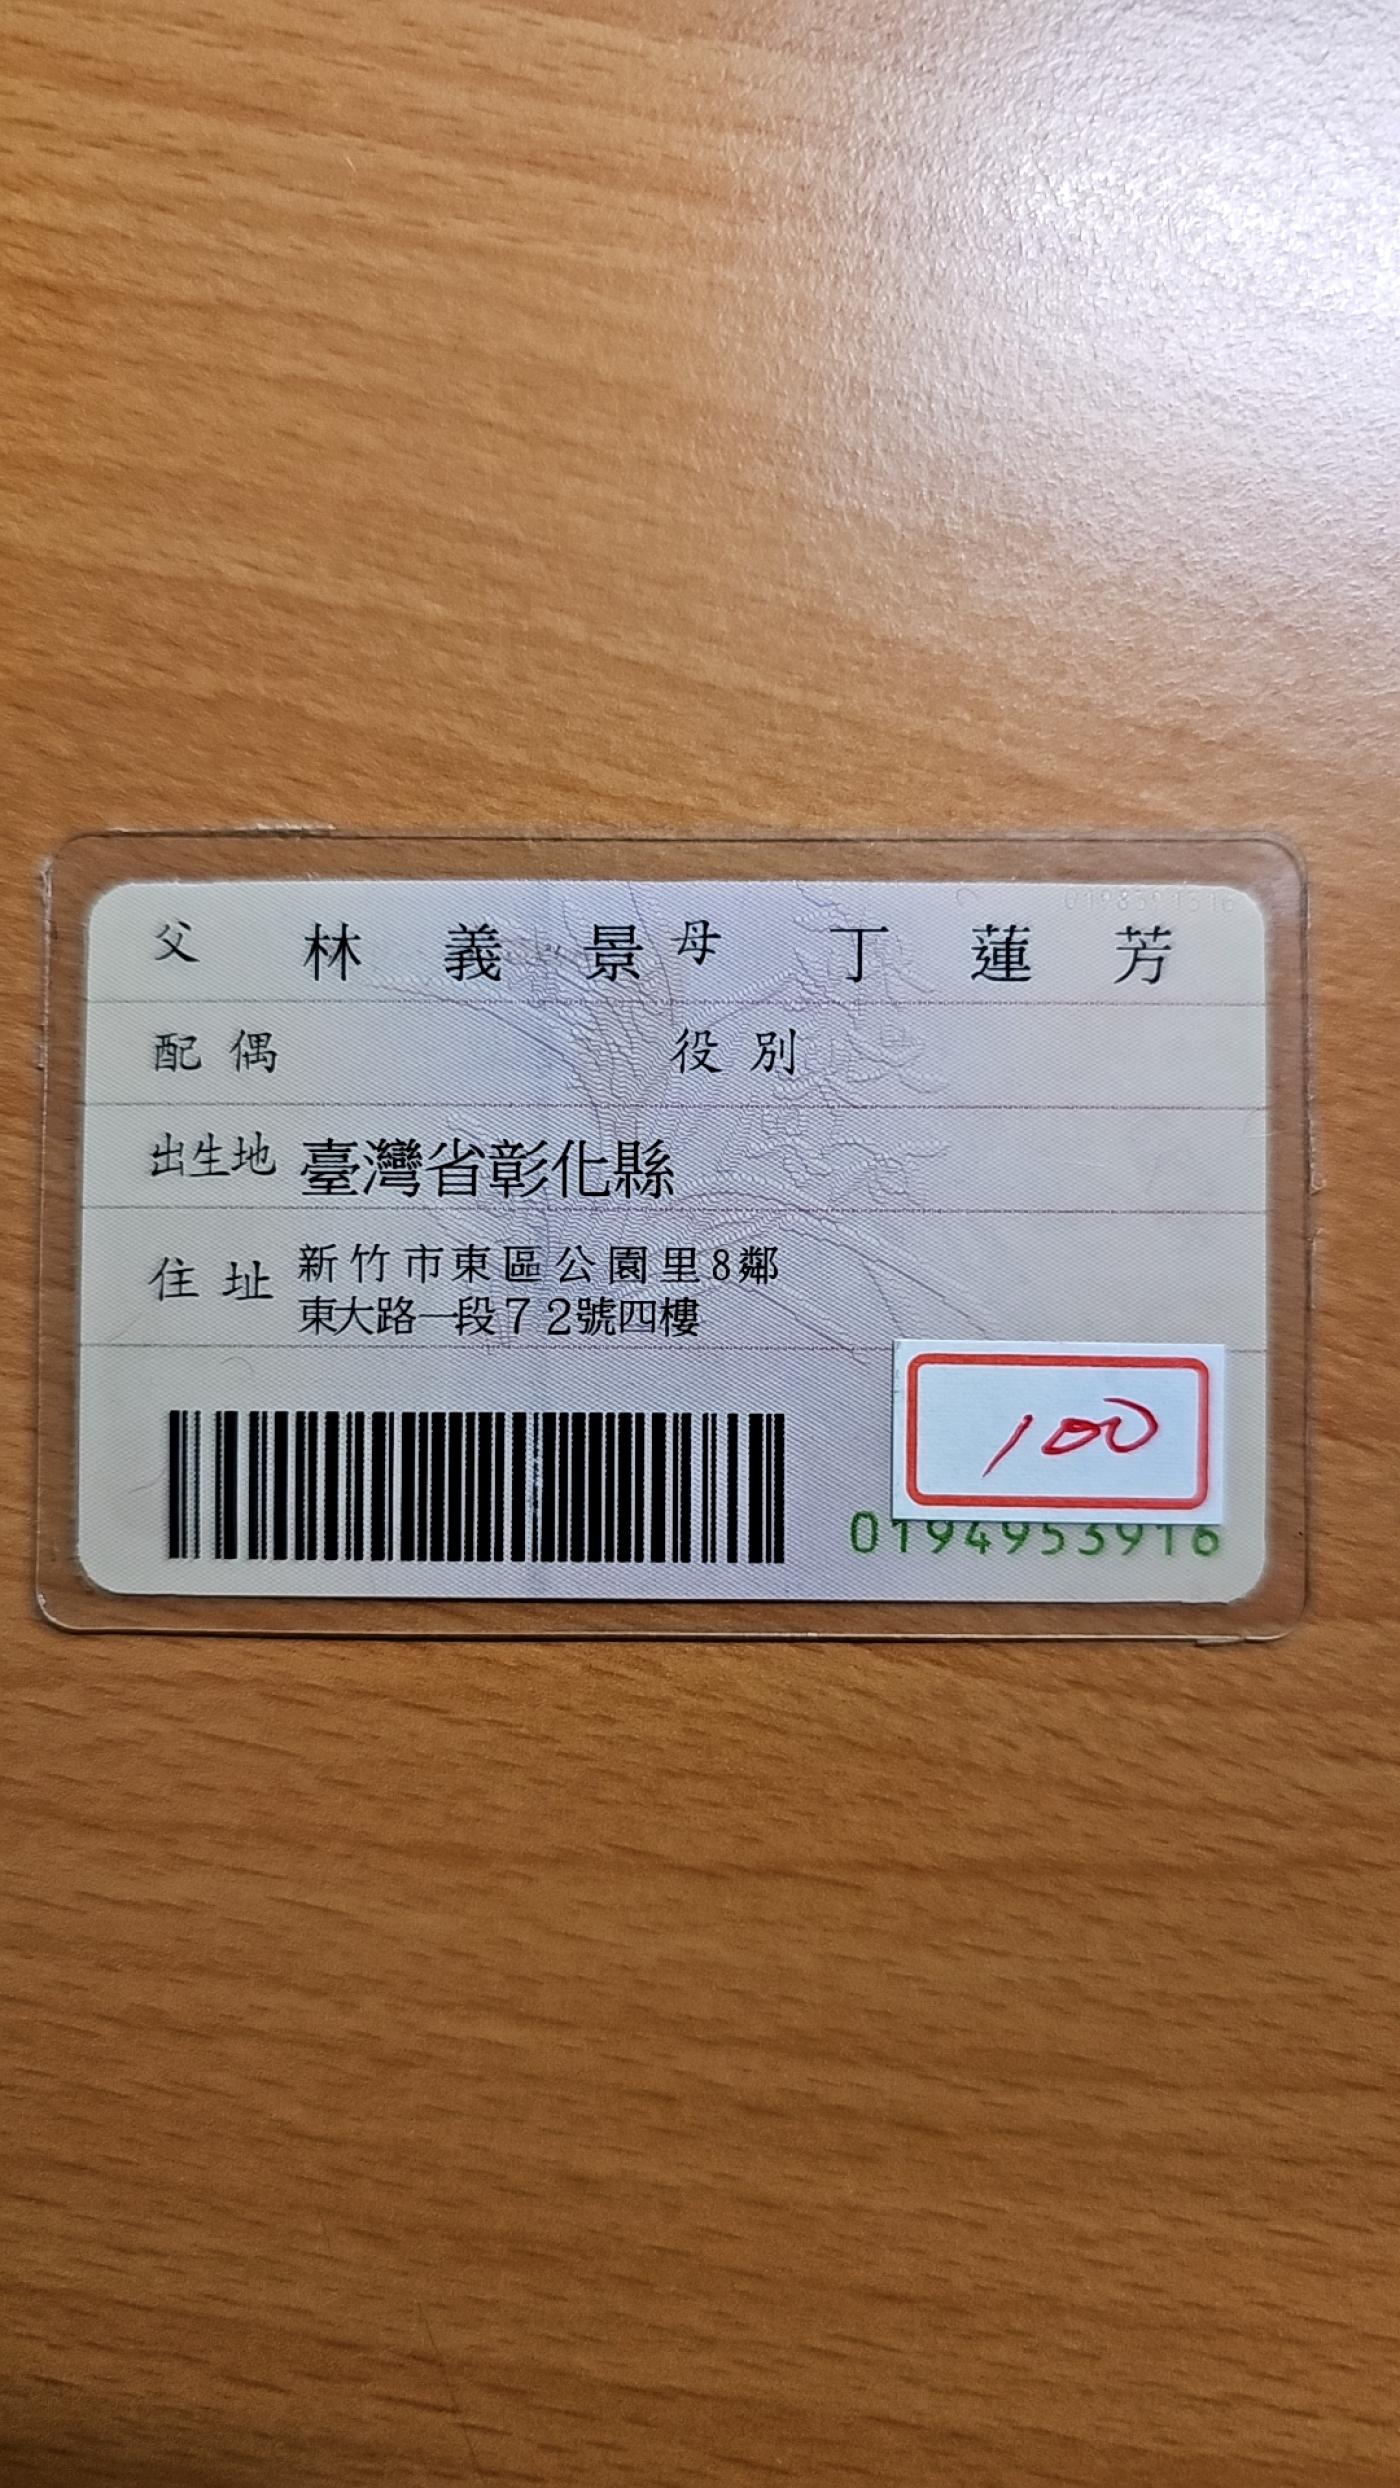 父 林義景 母 丁蓮芳
配偶 役別
出生地 臺灣省彰化縣
住址 新竹市東區公園里8鄰
東大路一段72號四樓
100
0194953916